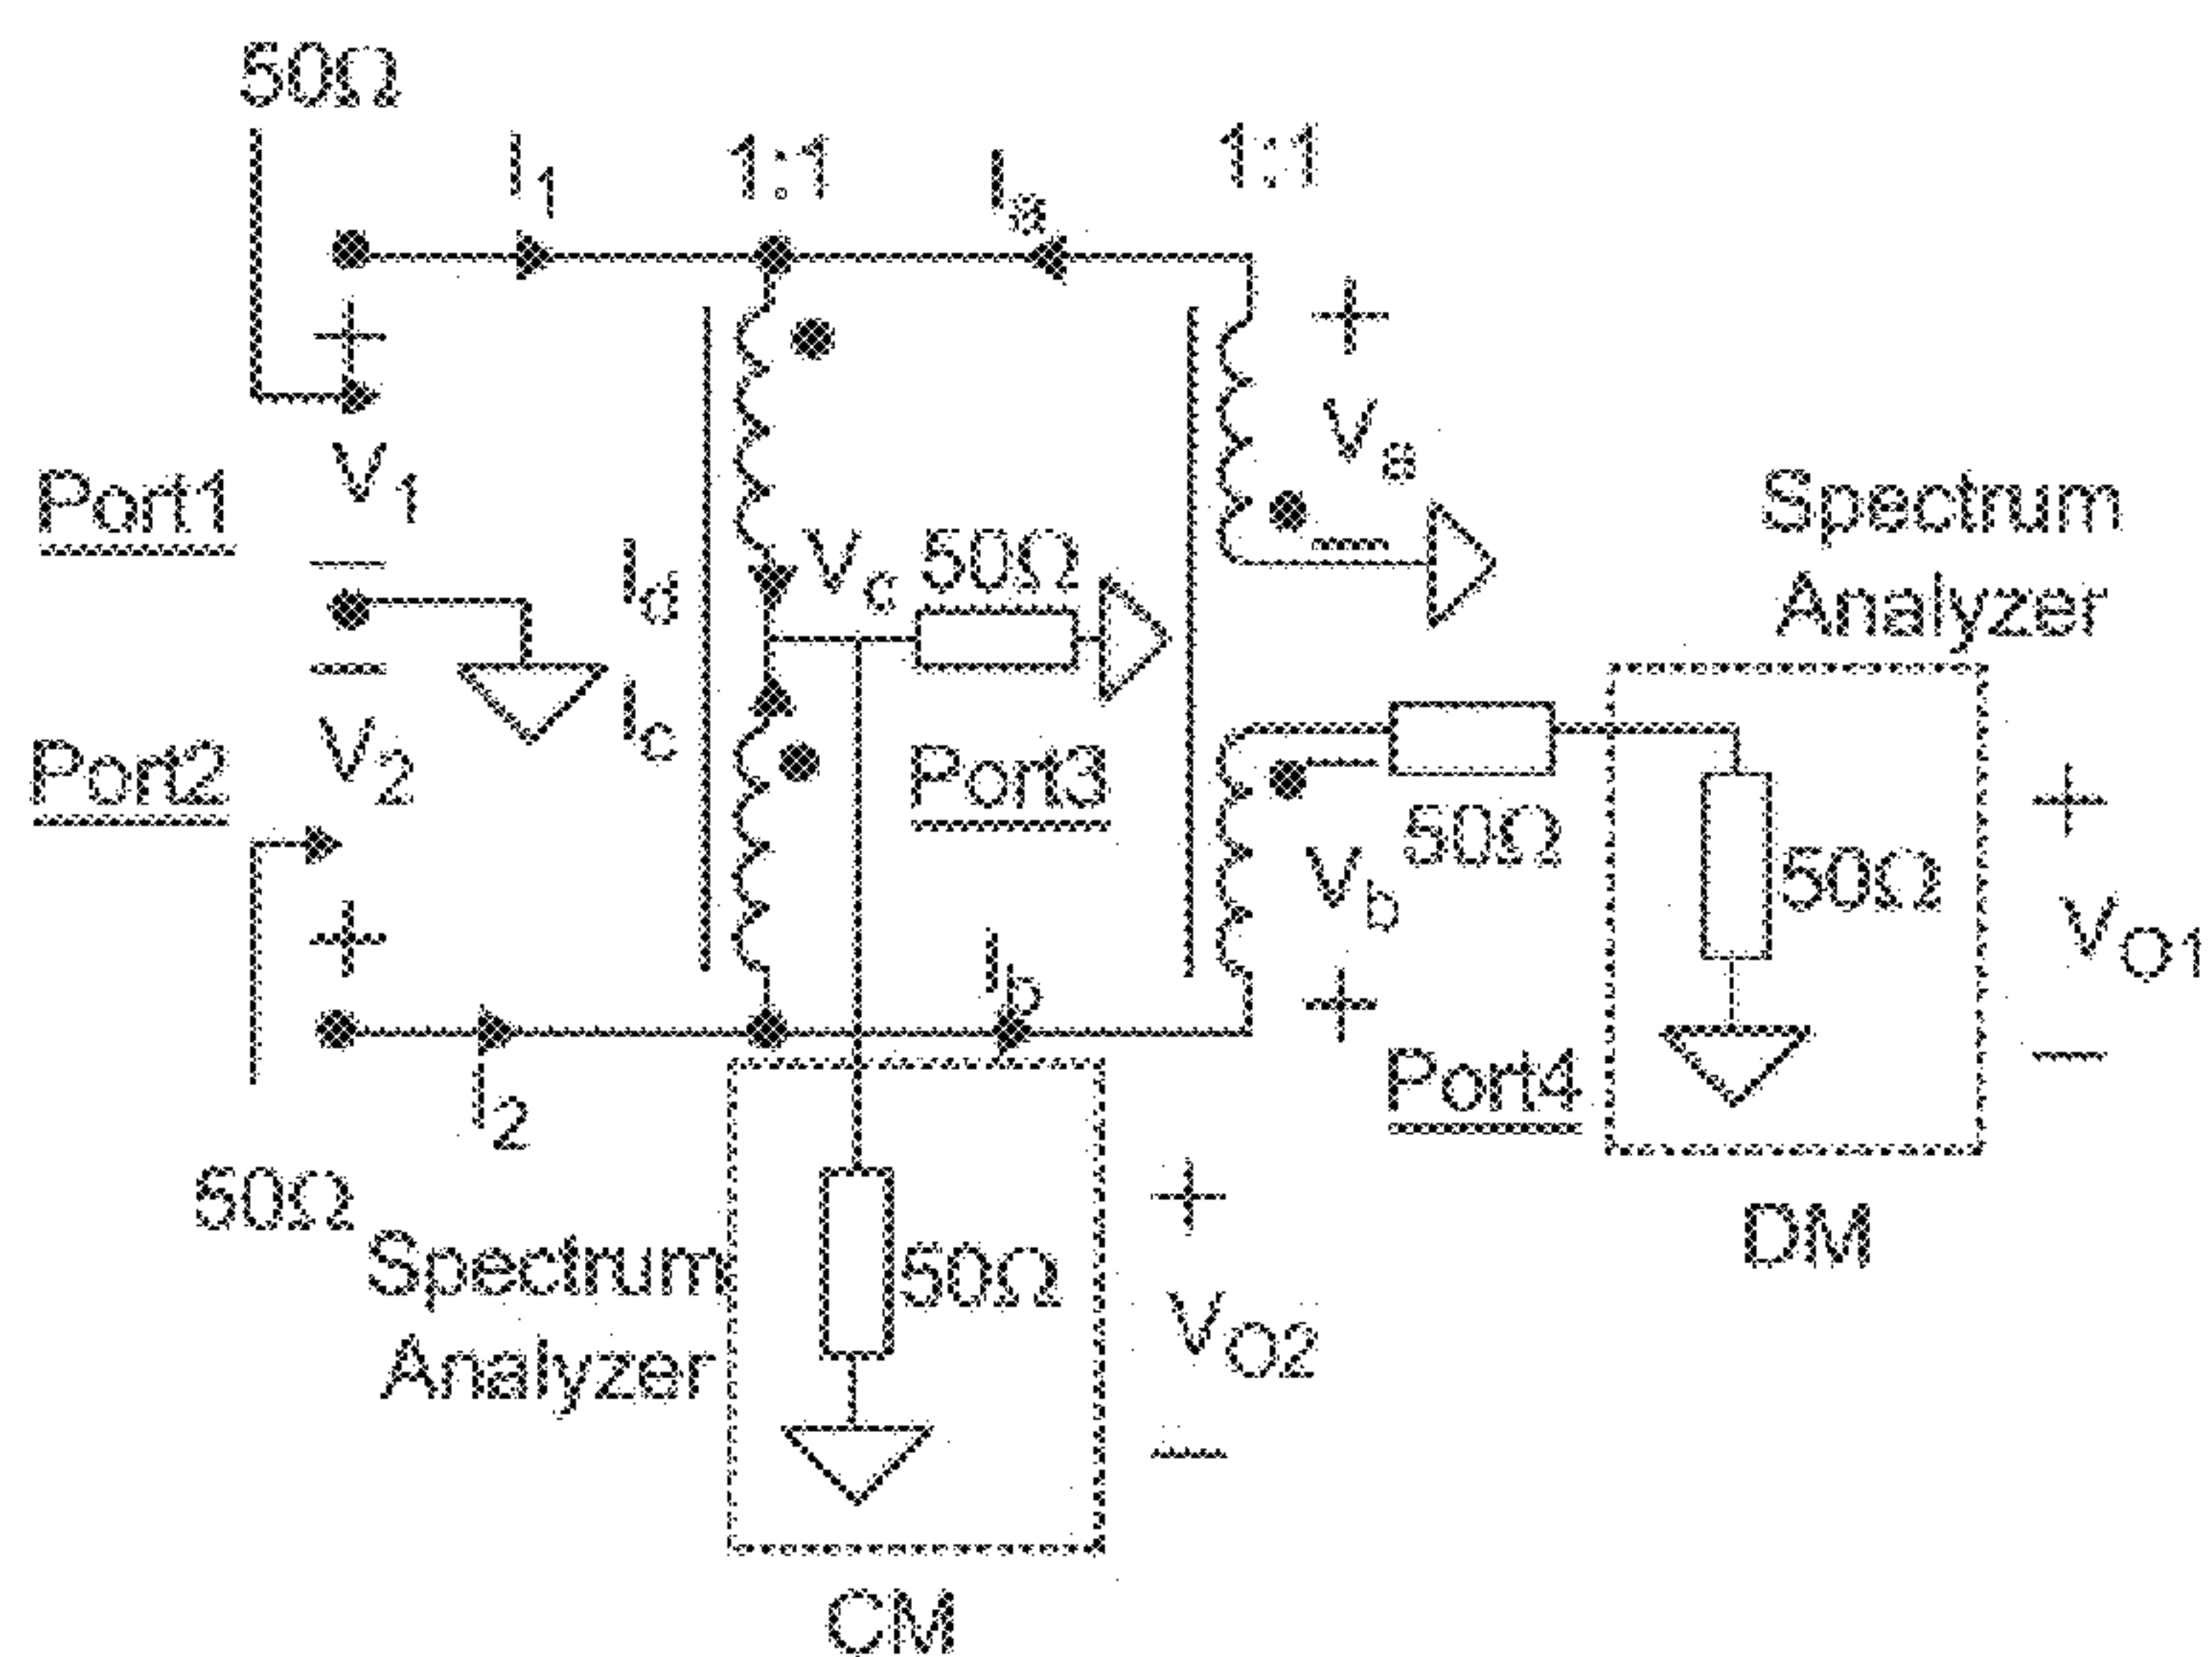 50Ω
I1
1:1
Ia
1:1
+
+
V1
Va
Port1
Spectrum
Analyzer
−
Id
Vc
50Ω
−
−
Ic
V2
Port2
Port3
−
50Ω
+
50Ω
VO1
Vb
+
Ib
+
−
I2
Port4
50Ω
DM
Spectrum
Analyzer
50Ω
+
VO2
−
CM